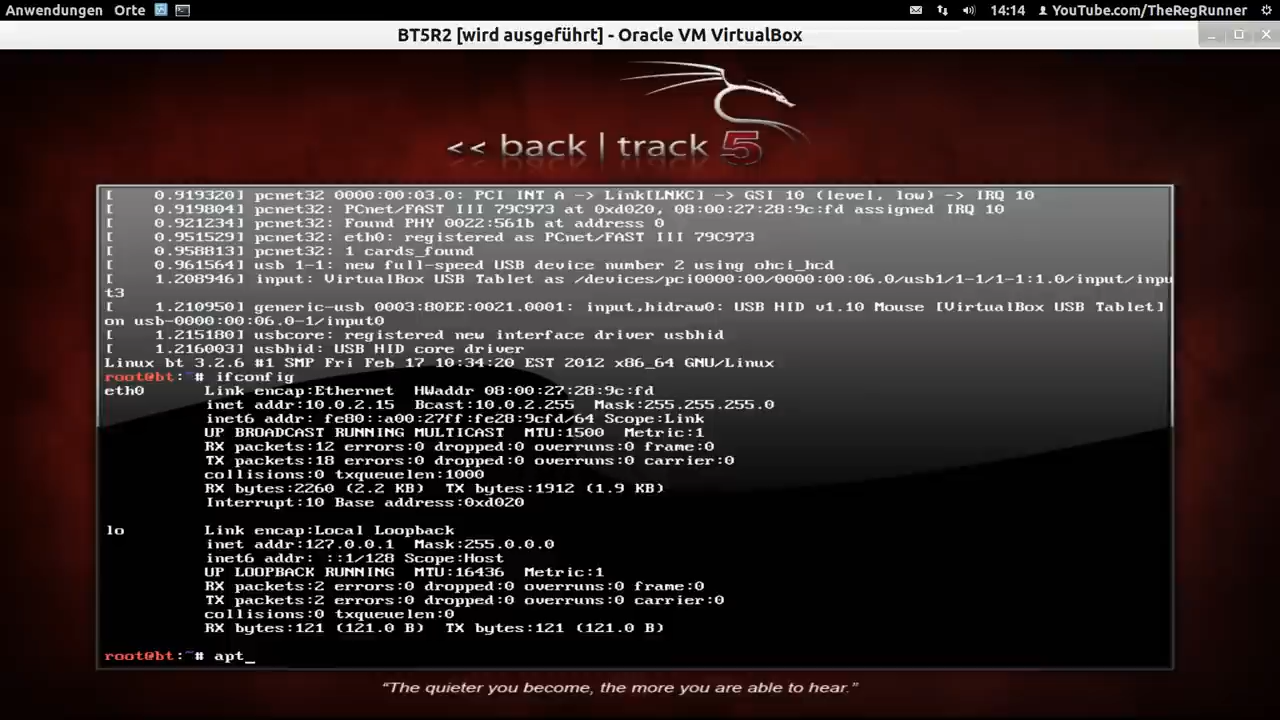 Anwendungen Orte 14:14 YouTube.com/TheRegRunner
BT5R2 [wird ausgeführt] - Oracle VM VirtualBox
<< back | track 5
[    0.919320] pcnet32 0000:00:03.0: PCI INT A -> Link[LNKC] -> GSI 10 (level, low) -> IRQ 10
[    0.919804] pcnet32: PCnet/FAST III 79C973 at 0xd020, 08:00:27:28:9c:fd assigned IRQ 10
[    0.921234] pcnet32: Found PHY 0022:561b at address 0
[    0.951529] pcnet32: eth0: registered as PCnet/FAST III 79C973
[    0.958813] pcnet32: 1 cards_found
[    0.961564] usb 1-1: new full-speed USB device number 2 using ohci_hcd
[    1.208946] input: VirtualBox USB Tablet as /devices/pci0000:00/0000:00:06.0/usb1/1-1/1-1:1.0/input/inpu
t3
[    1.210950] generic-usb 0003:80EE:0021.0001: input,hidraw0: USB HID v1.10 Mouse [VirtualBox USB Tablet]
on usb-0000:00:06.0-1/input0
[    1.215180] usbcore: registered new interface driver usbhid
[    1.216003] usbhid: USB HID core driver
Linux bt 3.2.6 #1 SMP Fri Feb 17 10:34:20 EST 2012 x86_64 GNU/Linux
root@bt:~# ifconfig
eth0      Link encap:Ethernet  HWaddr 08:00:27:28:9c:fd
          inet addr:10.0.2.15  Bcast:10.0.2.255  Mask:255.255.255.0
          inet6 addr: fe80::a00:27ff:fe28:9cfd/64 Scope:Link
          UP BROADCAST RUNNING MULTICAST  MTU:1500  Metric:1
          RX packets:12 errors:0 dropped:0 overruns:0 frame:0
          TX packets:18 errors:0 dropped:0 overruns:0 carrier:0
          collisions:0 txqueuelen:1000
          RX bytes:2260 (2.2 KB)  TX bytes:1912 (1.9 KB)
          Interrupt:10 Base address:0xd020
lo        Link encap:Local Loopback
          inet addr:127.0.0.1  Mask:255.0.0.0
          inet6 addr: ::1/128 Scope:Host
          UP LOOPBACK RUNNING  MTU:16436  Metric:1
          RX packets:2 errors:0 dropped:0 overruns:0 frame:0
          TX packets:2 errors:0 dropped:0 overruns:0 carrier:0
          collisions:0 txqueuelen:0
          RX bytes:121 (121.0 B)  TX bytes:121 (121.0 B)
root@bt:~# apt_
“The quieter you become, the more you are able to hear.”